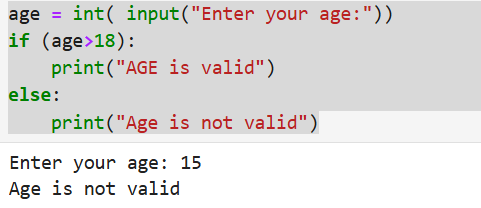 age = int( input("Enter your age:"))
if (age>18):
    print("AGE is valid")
else:
    print("Age is not valid")
Enter your age: 15
Age is not valid